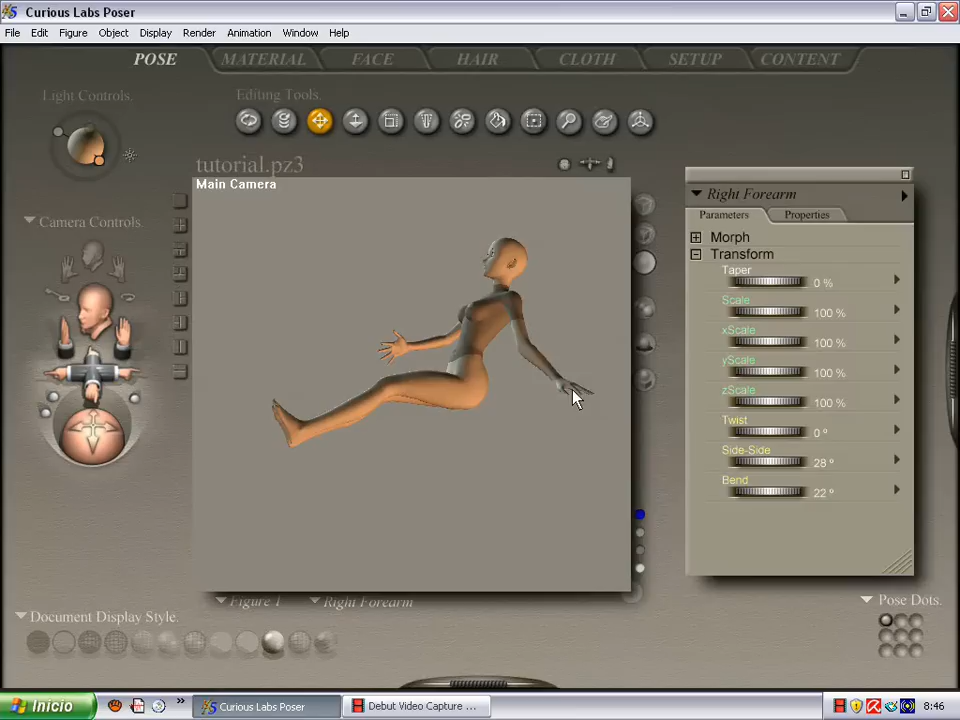 Curious Labs Poser
File Edit Figure Object Display Render Animation Window Help
POSE MATERIAL FACE HAIR CLOTH SETUP CONTENT
Light Controls.
Editing Tools.
tutorial.pz3
Main Camera
Camera Controls.
Right Forearm
Parameters Properties
Morph
Transform
Taper
0 %
Scale
100 %
xScale
100 %
yScale
100 %
zScale
100 %
Twist
0 º
Side-Side
28 º
Bend
22 º
Figure 1 Right Forearm
Document Display Style.
Pose Dots.
Inicio
Curious Labs Poser
Debut Video Capture ...
8:46